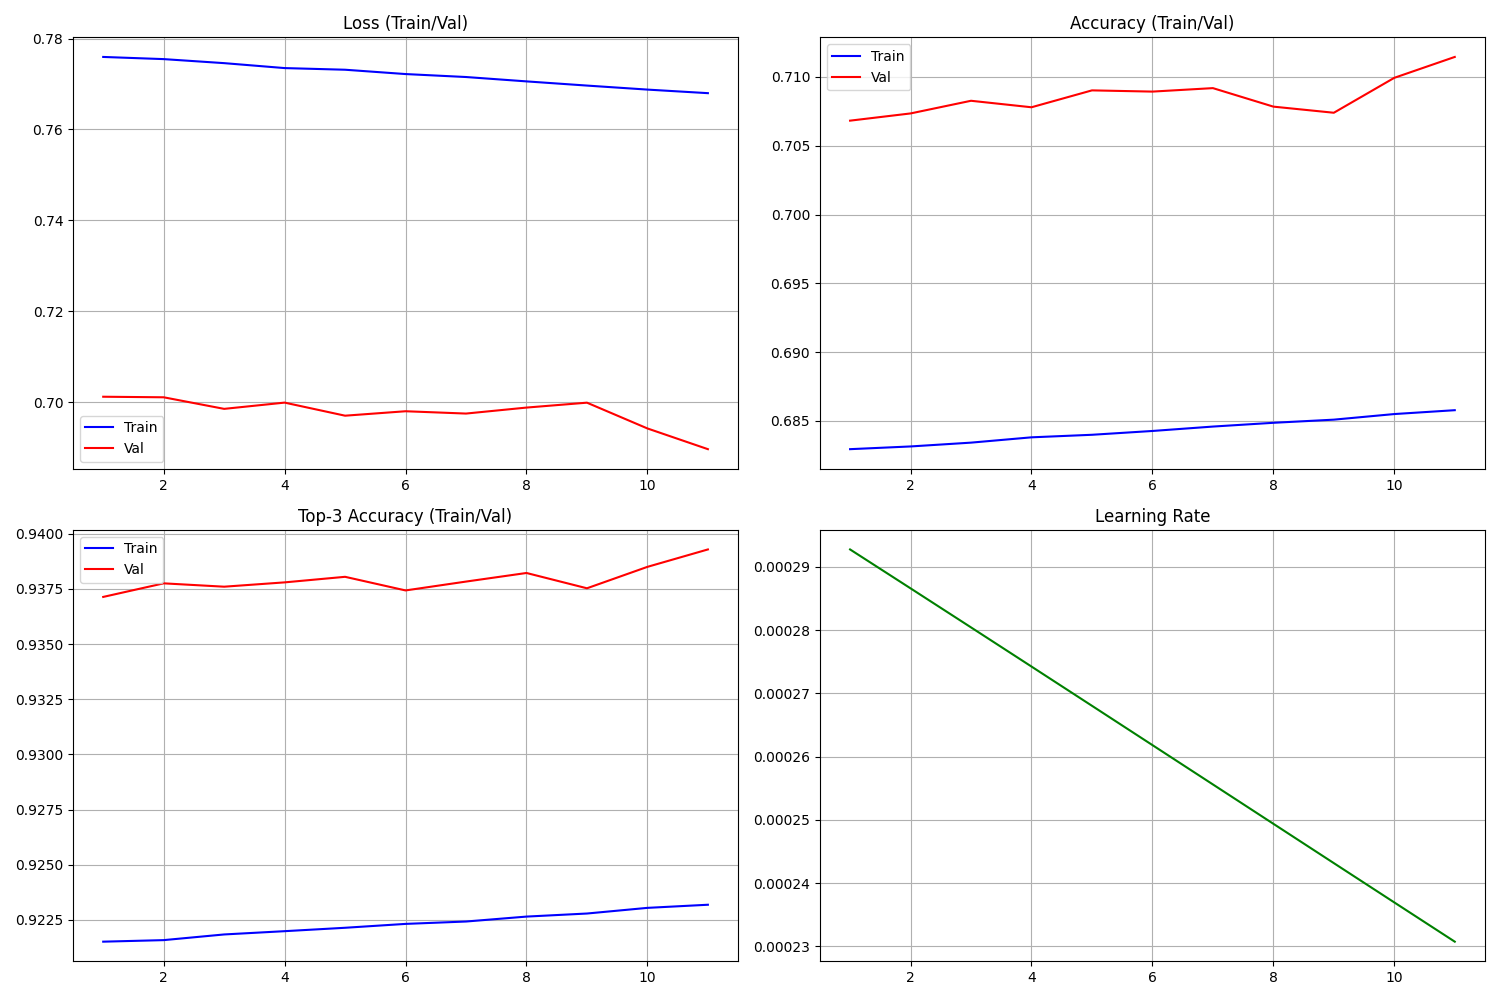 Loss (Train/Val)
0.78
0.76
0.74
0.72
0.70
Train
Val
2 4 6 8 10
Accuracy (Train/Val)
Train
Val
0.710
0.705
0.700
0.695
0.690
0.685
2 4 6 8 10
Top-3 Accuracy (Train/Val)
Train
Val
0.9400
0.9375
0.9350
0.9325
0.9300
0.9275
0.9250
0.9225
2 4 6 8 10
Learning Rate
0.00029
0.00028
0.00027
0.00026
0.00025
0.00024
0.00023
2 4 6 8 10